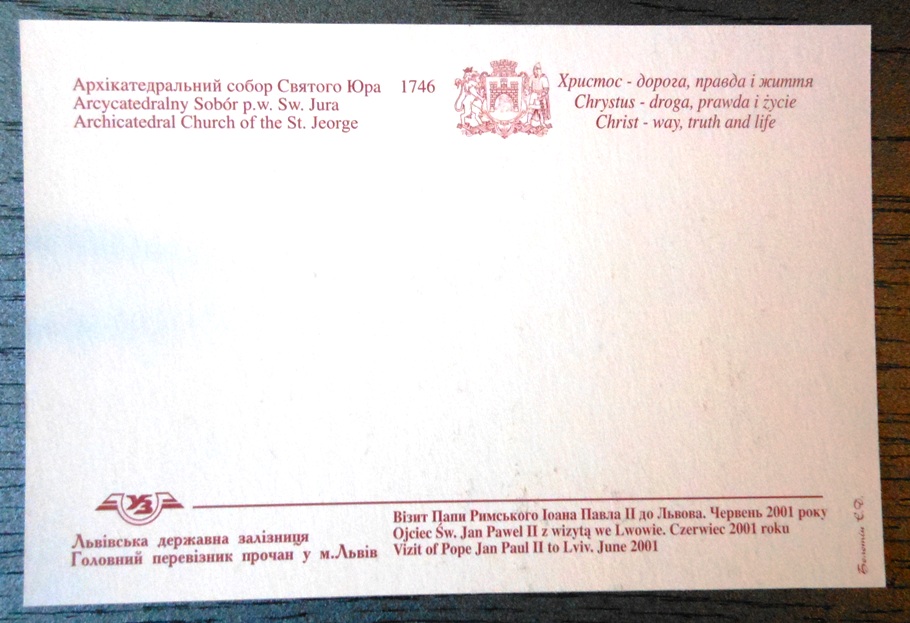 Архікатедральний собор Святого Юра 1746
Arcycatedralny Sobór p.w. Sw. Jura
Archicatedral Church of the St. Jeorge
Христос - дорога, правда і життя
Chrystus - droga, prawda i życie
Christ - way, truth and life
УЗ
Львівська державна залізниця
Головний перевізник прочан у м.Львів
Візит Папи Римського Іоана Павла ІІ до Львова. Червень 2001 року
Ojciec Św. Jan Pawel II z wizytą we Lwowie. Czerwiec 2001 roku
Vizit of Pope Jan Paul II to Lviv. June 2001